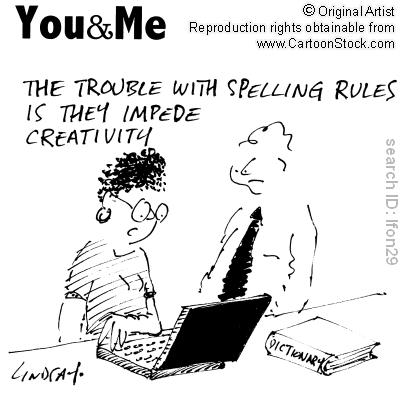 You&Me
© Original Artist
Reproduction rights obtainable from
www.CartoonStock.com
THE TROUBLE WITH SPELLING RULES
IS THEY IMPEDE
CREATIVITY
search ID: lfon29
DICTIONARY
LINDSAY.